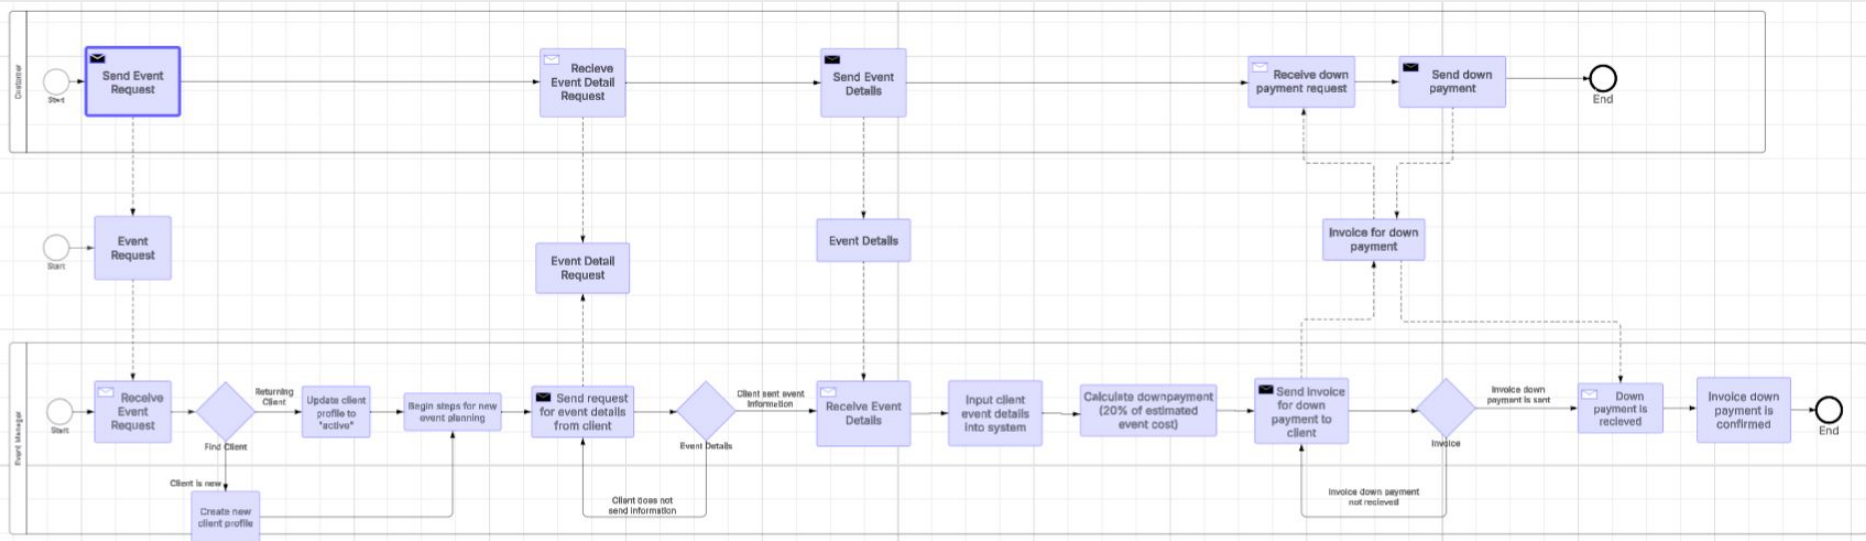 Customer
Start
Send Event
Request
Recieve
Event Detail
Request
Send Event
Details
Receive down
payment request
Send down
payment
End
Start
Event
Request
Event Detail
Request
Event Details
Invoice for down
payment
Event Manager
Start
Receive
Event
Request
Find Client
Returning
Client
Client is new
Create new
client profile
Update client
profile to
"active"
Begin steps for new
event planning
Send request
for event details
from client
Event Details
Client does not
send information
Client sent event
information
Receive Event
Details
Input client
event details
into system
Calculate downpayment
(20% of estimated
event cost)
Send invoice
for down
payment to
client
Invoice
Invoice down payment
not recieved
Invoice down
payment is sent
Down
payment is
recieved
Invoice down
payment is
confirmed
End